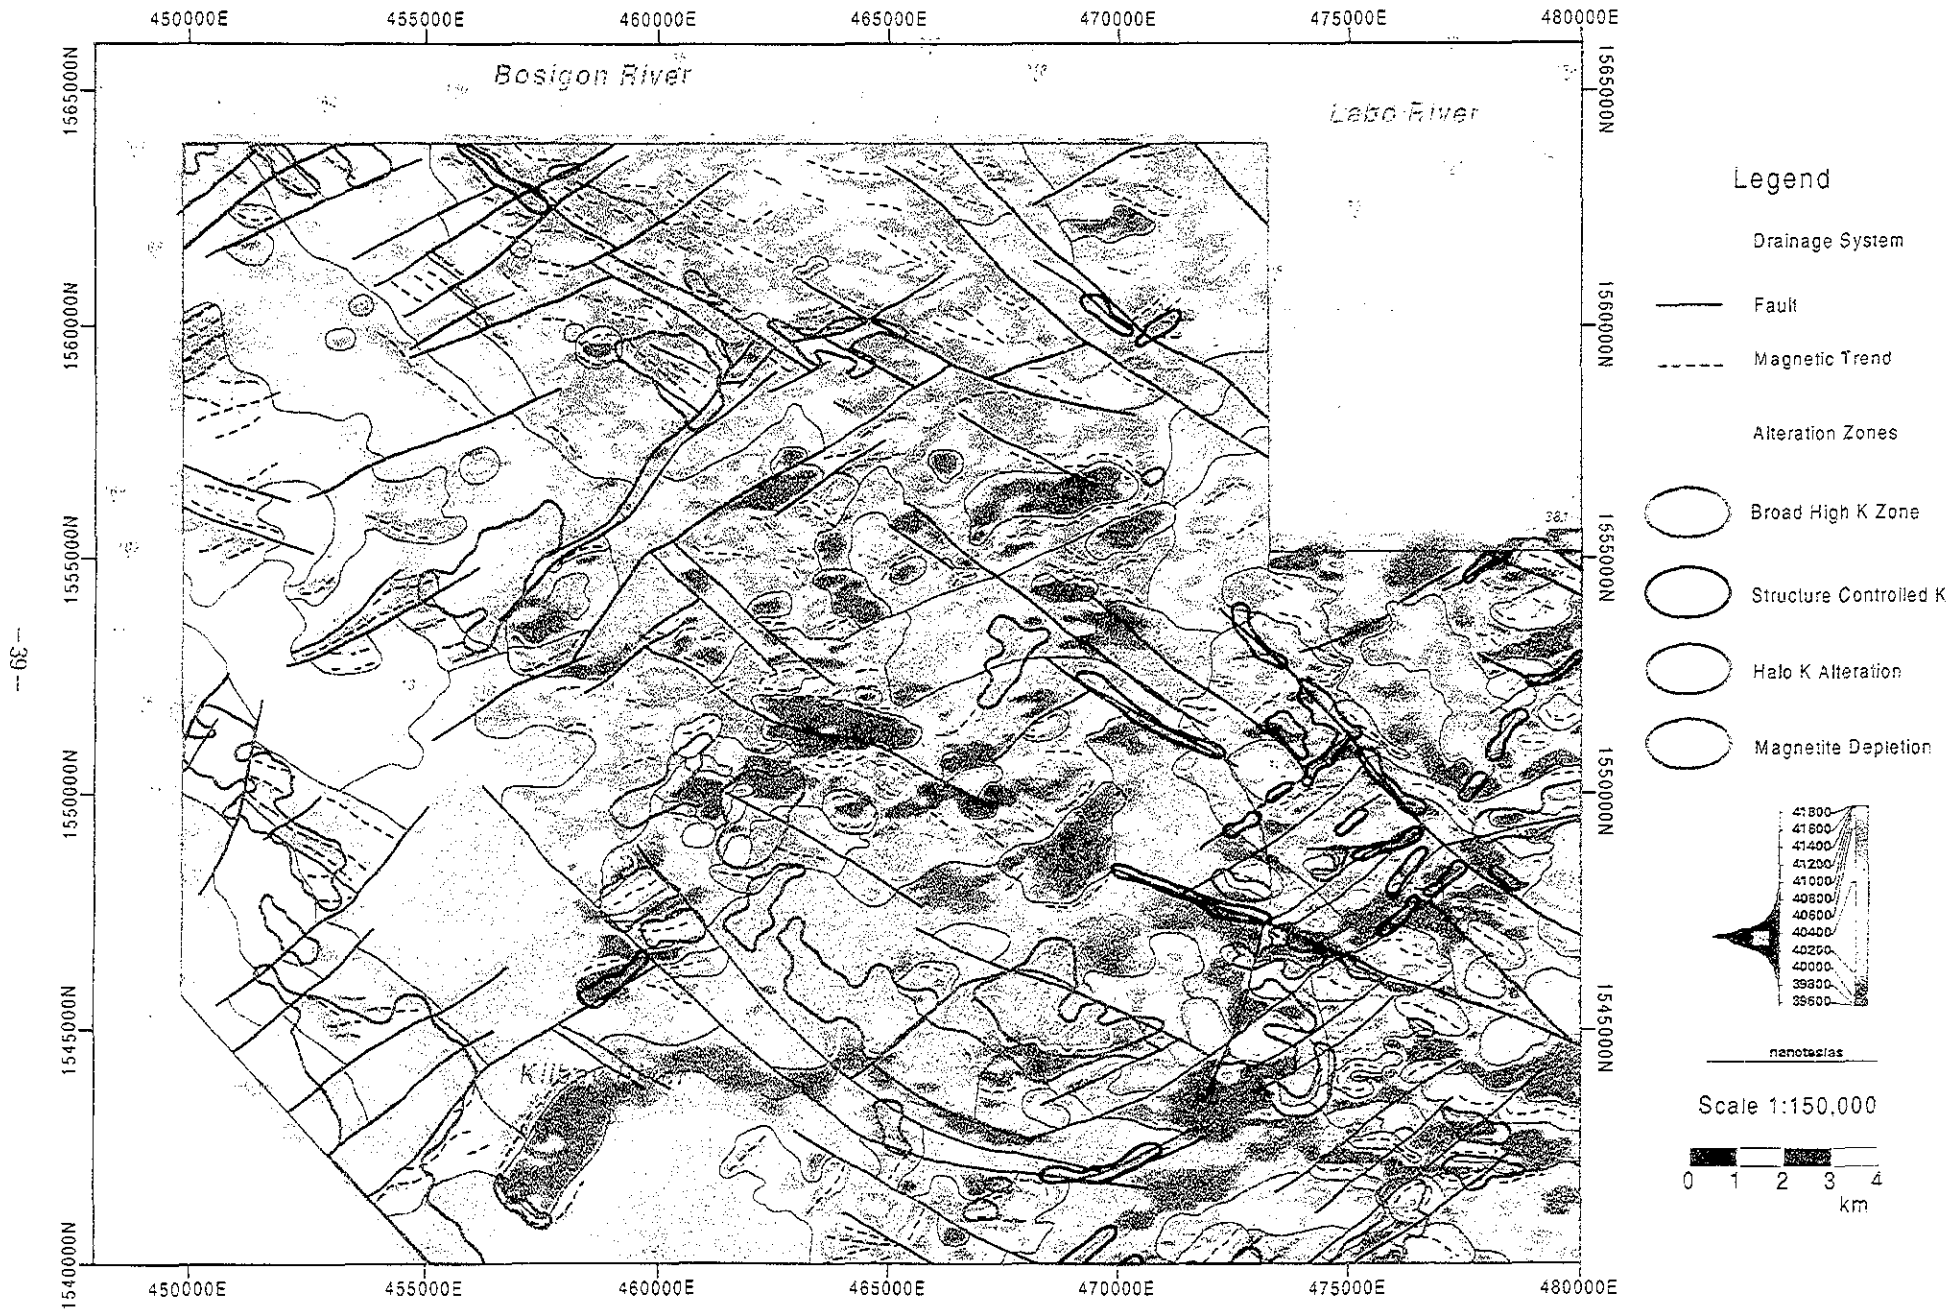 450000E 455000E 460000E 465000E 470000E 475000E 480000E
Bosigon River
Labo River
1565000N
1560000N
1555000N
1550000N
1545000N
1540000N
1565000N
1560000N
1555000N
1550000N
1545000N
450000E 455000E 460000E 465000E 470000E 475000E 480000E
—39—
Legend
Drainage System
Fault
Magnetic Trend
Alteration Zones
Broad High K Zone
Structure Controlled K
Halo K Alteration
Magnetite Depletion
41800
41600
41400
41200
41000
40800
40600
40400
40200
40000
39800
39600
nanoteslas
Scale 1:150,000
0 1 2 3 4
km